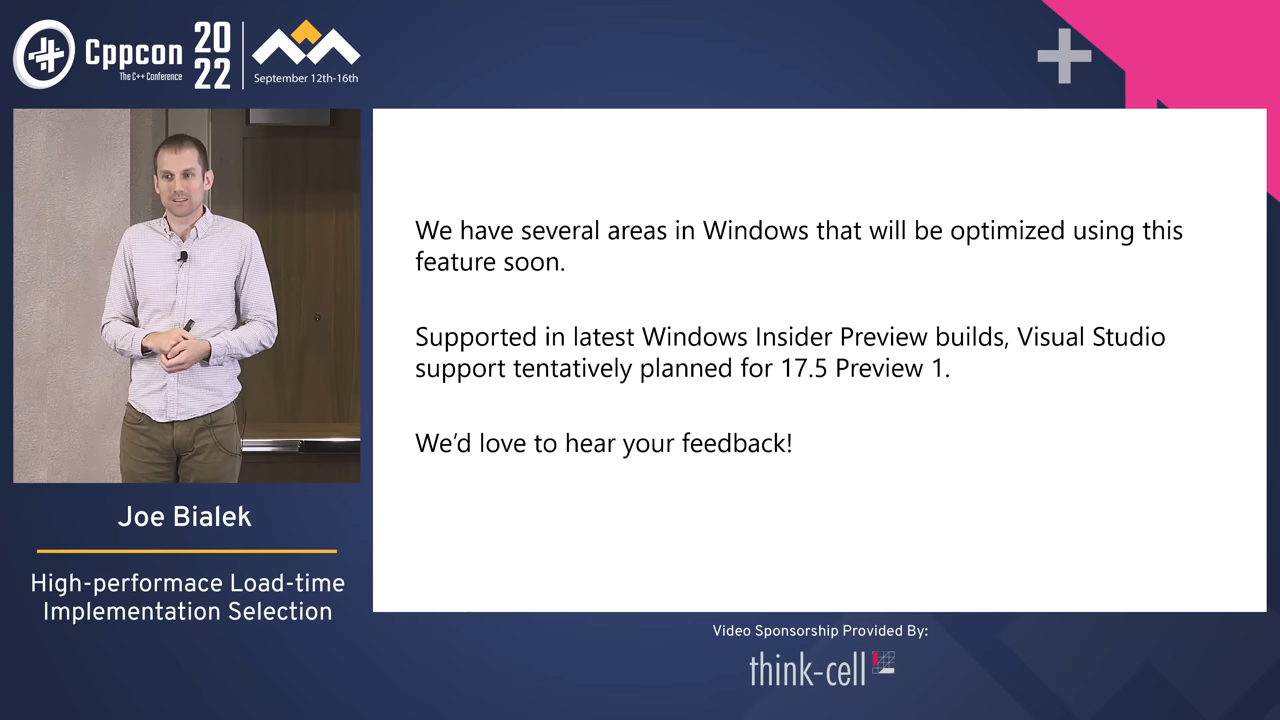 Cppcon
The C++ Conference
20
22
September 12th-16th
We have several areas in Windows that will be optimized using this
feature soon.
Supported in latest Windows Insider Preview builds, Visual Studio
support tentatively planned for 17.5 Preview 1.
We’d love to hear your feedback!
Joe Bialek
High-performace Load-time
Implementation Selection
Video Sponsorship Provided By:
think-cell